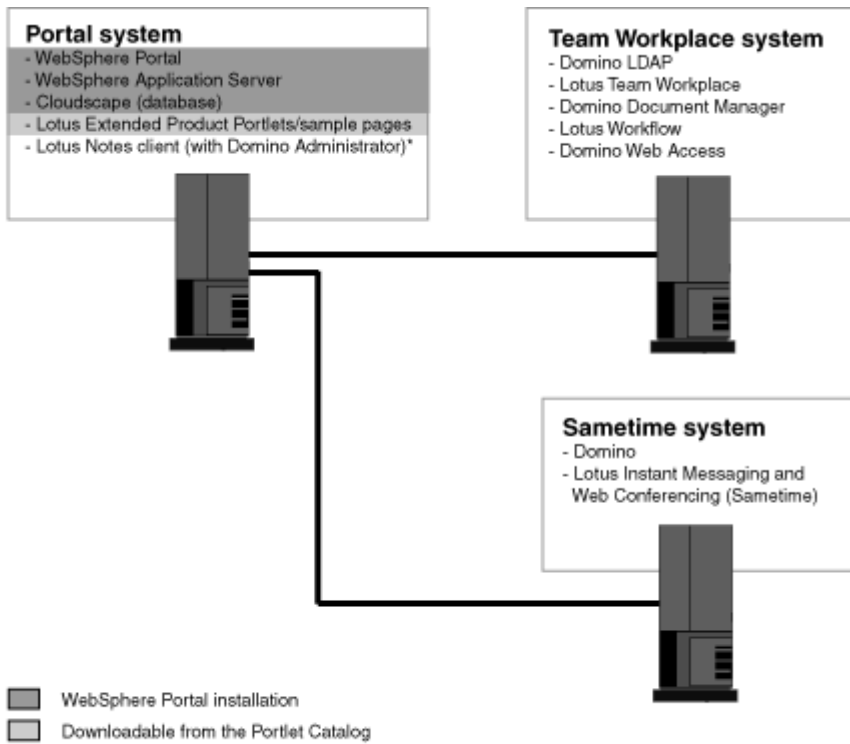 Portal system
- WebSphere Portal
- WebSphere Application Server
- Cloudscape (database)
- Lotus Extended Product Portlets/sample pages
- Lotus Notes client (with Domino Administrator)*
Team Workplace system
- Domino LDAP
- Lotus Team Workplace
- Domino Document Manager
- Lotus Workflow
- Domino Web Access
Sametime system
- Domino
- Lotus Instant Messaging and
Web Conferencing (Sametime)
WebSphere Portal installation
Downloadable from the Portlet Catalog